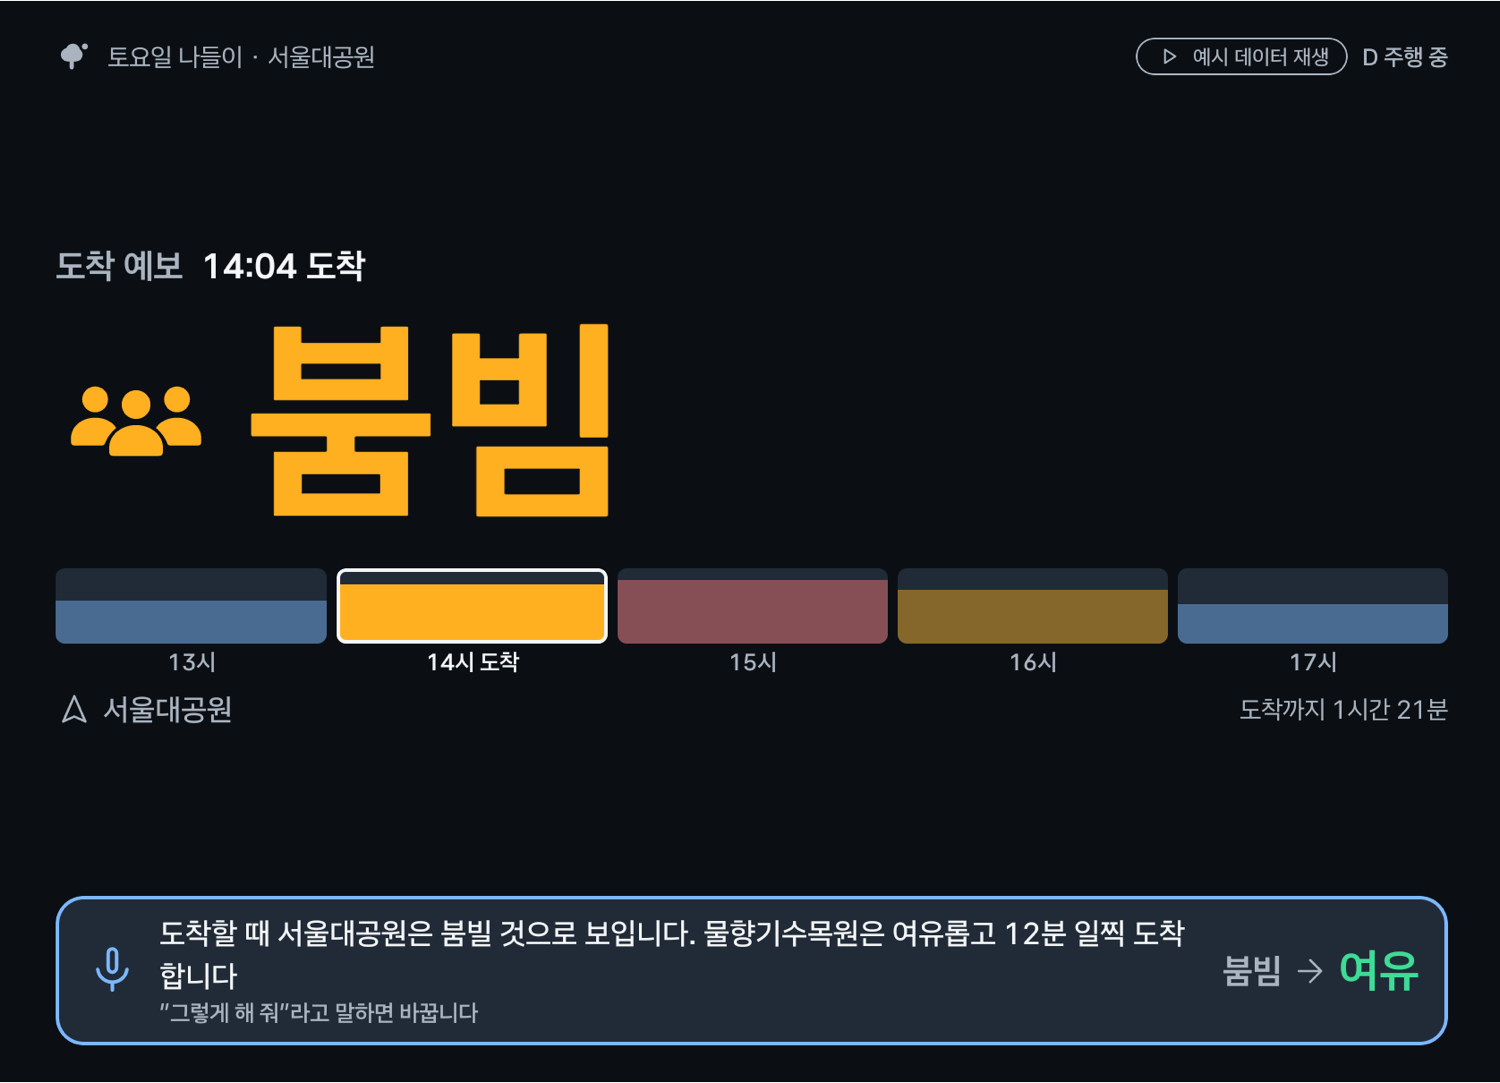 토요일 나들이 · 서울대공원
예시 데이터 재생
D 주행 중
도착 예보 14:04 도착
붐빔
13시
14시 도착
15시
16시
17시
서울대공원
도착까지 1시간 21분
도착할 때 서울대공원은 붐빌 것으로 보입니다. 물향기수목원은 여유롭고 12분 일찍 도착
합니다
"그렇게 해 줘"라고 말하면 바꿉니다
붐빔 → 여유